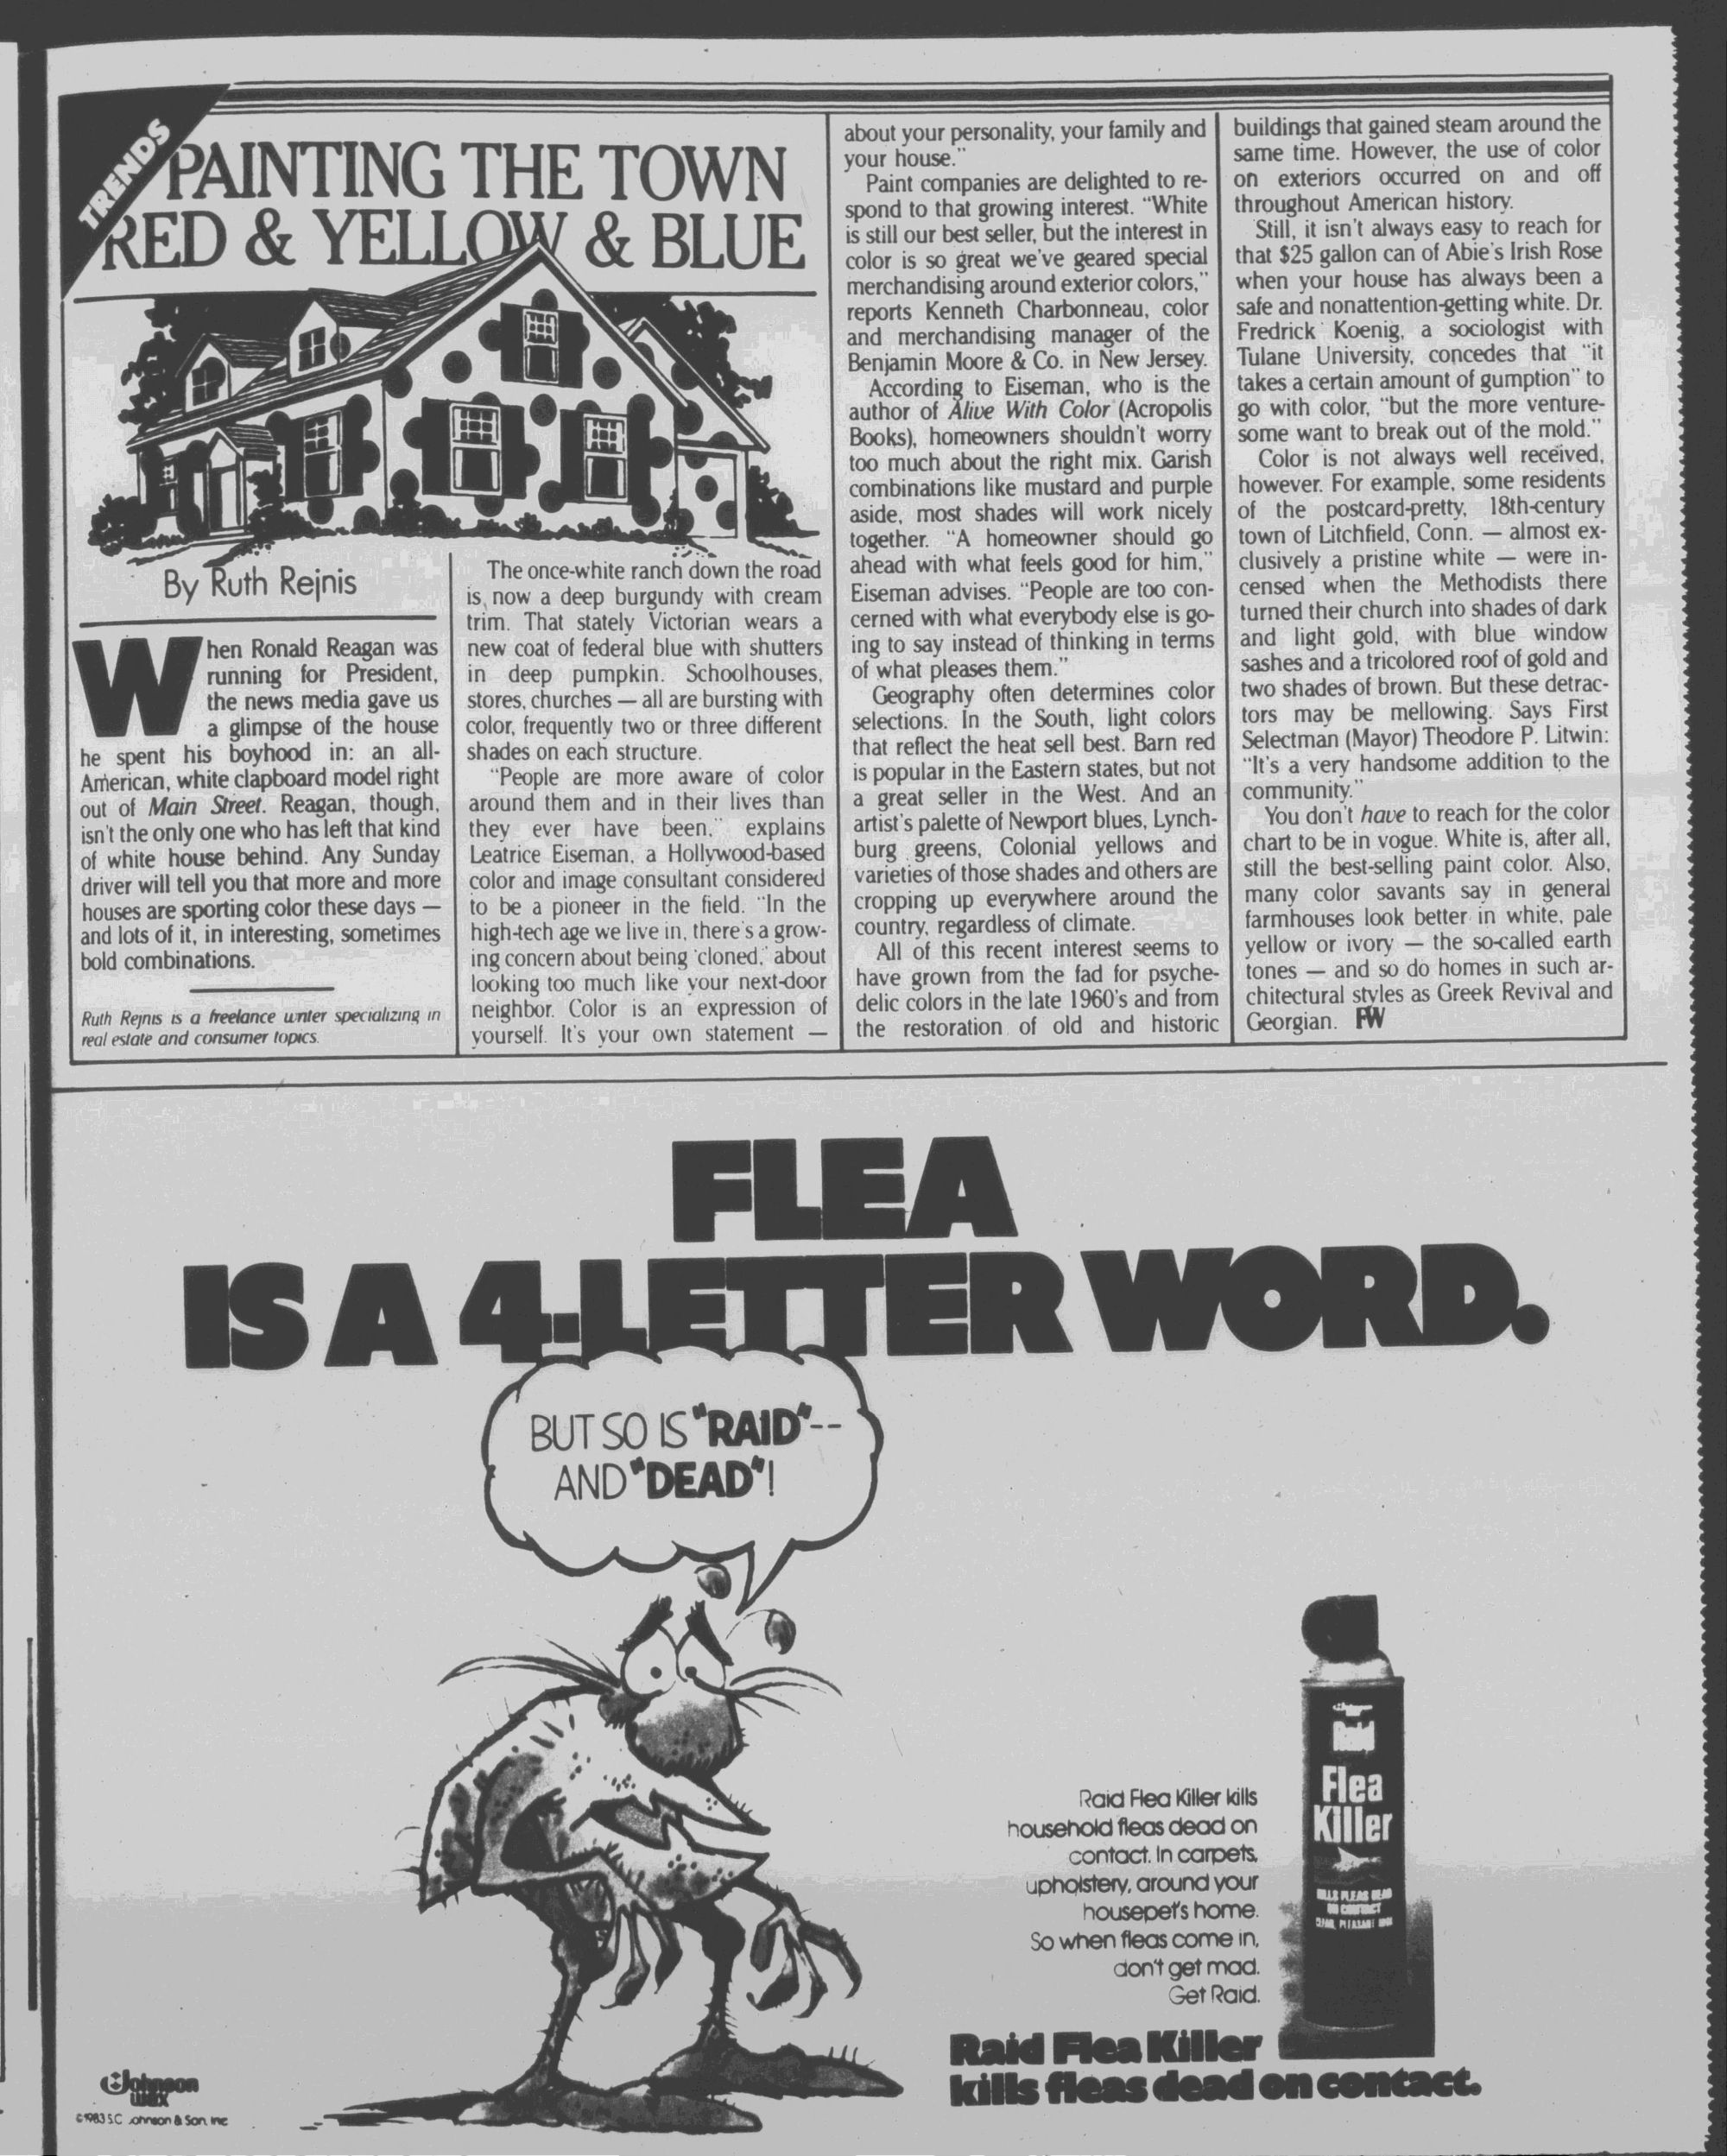 TRENDS
PAINTING THE TOWN
RED & YELLOW & BLUE
By Ruth Rejnis
When Ronald Reagan was
running for President,
the news media gave us
a glimpse of the house
he spent his boyhood in: an all-
American, white clapboard model right
out of Main Street. Reagan, though,
isn't the only one who has left that kind
of white house behind. Any Sunday
driver will tell you that more and more
houses are sporting color these days —
and lots of it, in interesting, sometimes
bold combinations.
Ruth Rejnis is a freelance writer specializing in
real estate and consumer topics.
The once-white ranch down the road
is now a deep burgundy with cream
trim. That stately Victorian wears a
new coat of federal blue with shutters
in deep pumpkin. Schoolhouses,
stores, churches — all are bursting with
color, frequently two or three different
shades on each structure.
"People are more aware of color
around them and in their lives than
they ever have been," explains
Leatrice Eiseman, a Hollywood-based
color and image consultant considered
to be a pioneer in the field. "In the
high-tech age we live in, there's a grow-
ing concern about being 'cloned,' about
looking too much like your next-door
neighbor. Color is an expression of
yourself. It's your own statement —
about your personality, your family and
your house."
Paint companies are delighted to re-
spond to that growing interest. "White
is still our best seller, but the interest in
color is so great we've geared special
merchandising around exterior colors,"
reports Kenneth Charbonneau, color
and merchandising manager of the
Benjamin Moore & Co. in New Jersey.
According to Eiseman, who is the
author of Alive With Color (Acropolis
Books), homeowners shouldn't worry
too much about the right mix. Garish
combinations like mustard and purple
aside, most shades will work nicely
together. "A homeowner should go
ahead with what feels good for him,"
Eiseman advises. "People are too con-
cerned with what everybody else is go-
ing to say instead of thinking in terms
of what pleases them."
Geography often determines color
selections. In the South, light colors
that reflect the heat sell best. Barn red
is popular in the Eastern states, but not
a great seller in the West. And an
artist's palette of Newport blues, Lynch-
burg greens, Colonial yellows and
varieties of those shades and others are
cropping up everywhere around the
country, regardless of climate.
All of this recent interest seems to
have grown from the fad for psyche-
delic colors in the late 1960's and from
the restoration of old and historic
buildings that gained steam around the
same time. However, the use of color
on exteriors occurred on and off
throughout American history.
Still, it isn't always easy to reach for
that $25 gallon can of Abie's Irish Rose
when your house has always been a
safe and nonattention-getting white. Dr.
Fredrick Koenig, a sociologist with
Tulane University, concedes that "it
takes a certain amount of gumption" to
go with color, "but the more venture-
some want to break out of the mold."
Color is not always well received,
however. For example, some residents
of the postcard-pretty, 18th-century
town of Litchfield, Conn. — almost ex-
clusively a pristine white — were in-
censed when the Methodists there
turned their church into shades of dark
and light gold, with blue window
sashes and a tricolored roof of gold and
two shades of brown. But these detrac-
tors may be mellowing. Says First
Selectman (Mayor) Theodore P. Litwin:
"It's a very handsome addition to the
community."
You don't have to reach for the color
chart to be in vogue. White is, after all,
still the best-selling paint color. Also,
many color savants say in general
farmhouses look better in white, pale
yellow or ivory — the so-called earth
tones — and so do homes in such ar-
chitectural styles as Greek Revival and
Georgian. FW
FLEA
IS A 4-LETTER WORD.
BUT SO IS "RAID"--
AND "DEAD"!
Raid
Flea
Killer
KILLS FLEAS DEAD
ON CONTACT
Raid Flea Killer kills
household fleas dead on
contact. In carpets,
upholstery, around your
housepet's home.
So when fleas come in,
don't get mad.
Get Raid.
Raid Flea Killer
kills fleas dead on contact.
Johnson
wax
©1983 S.C. Johnson & Son, Inc